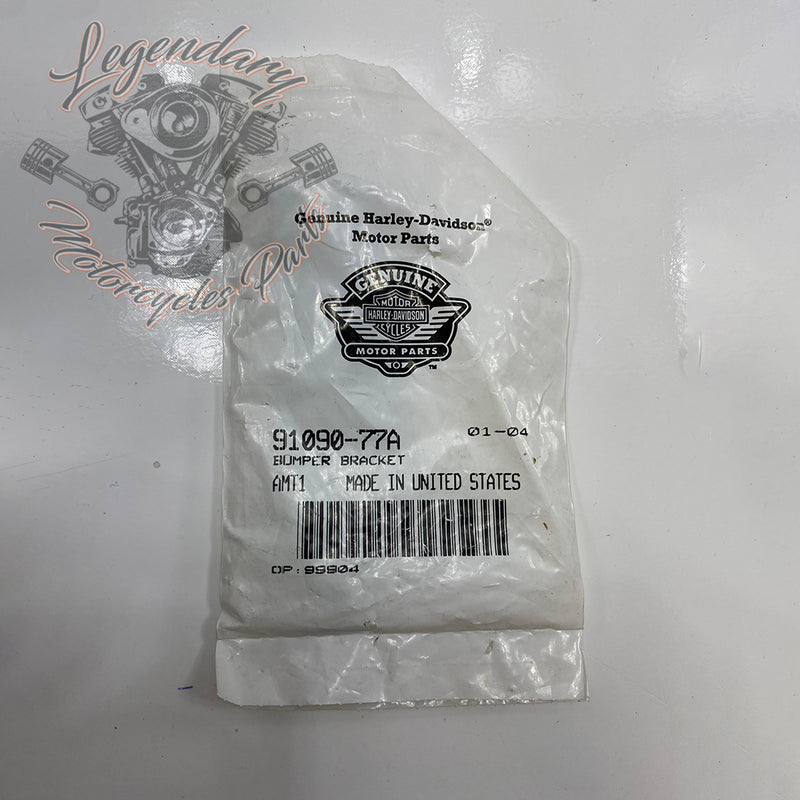 Legendary
Motorcycles Parts
Genuine Harley-Davidson®
Motor Parts
GENUINE
MOTOR
HARLEY-DAVIDSON
CYCLES
MOTOR PARTS
™
91090-77A 01-04
BUMPER BRACKET
AMT1 MADE IN UNITED STATES
OP:99904